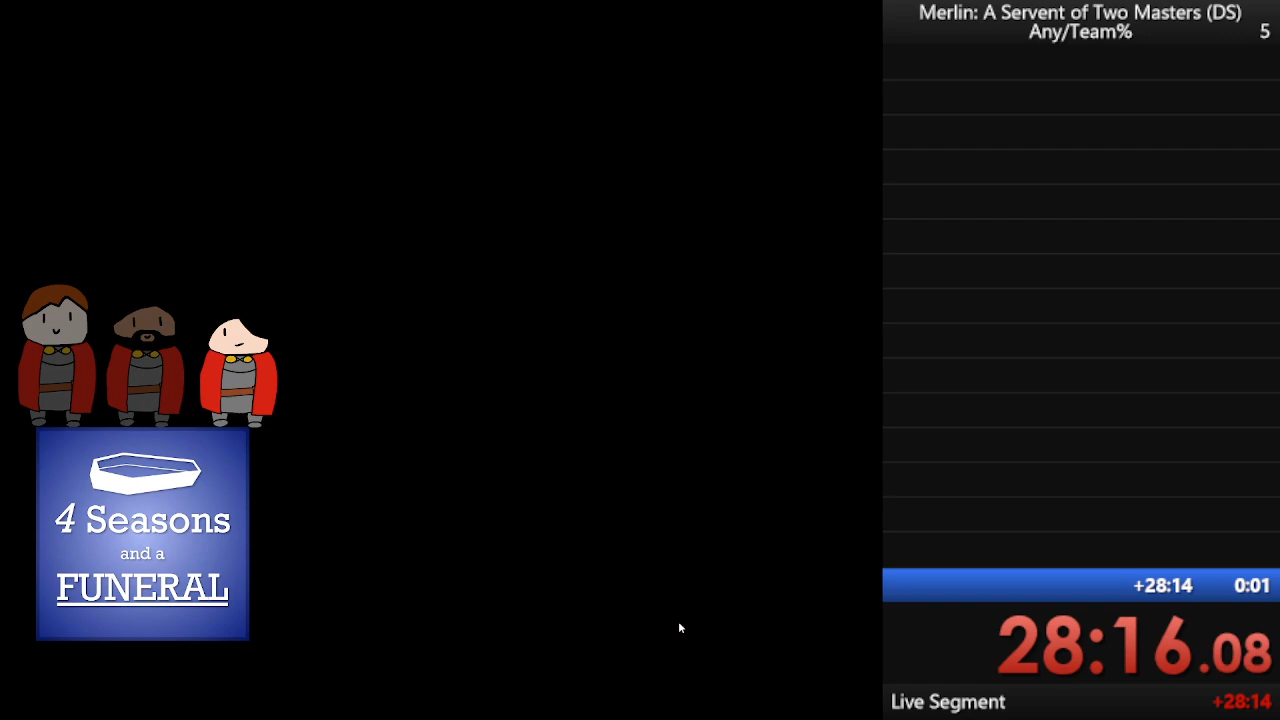 Merlin: A Servent of Two Masters (DS)
Any/Team%
5
4 Seasons
and a
FUNERAL
+28:14 0:01
28:16.08
Live Segment +28:14